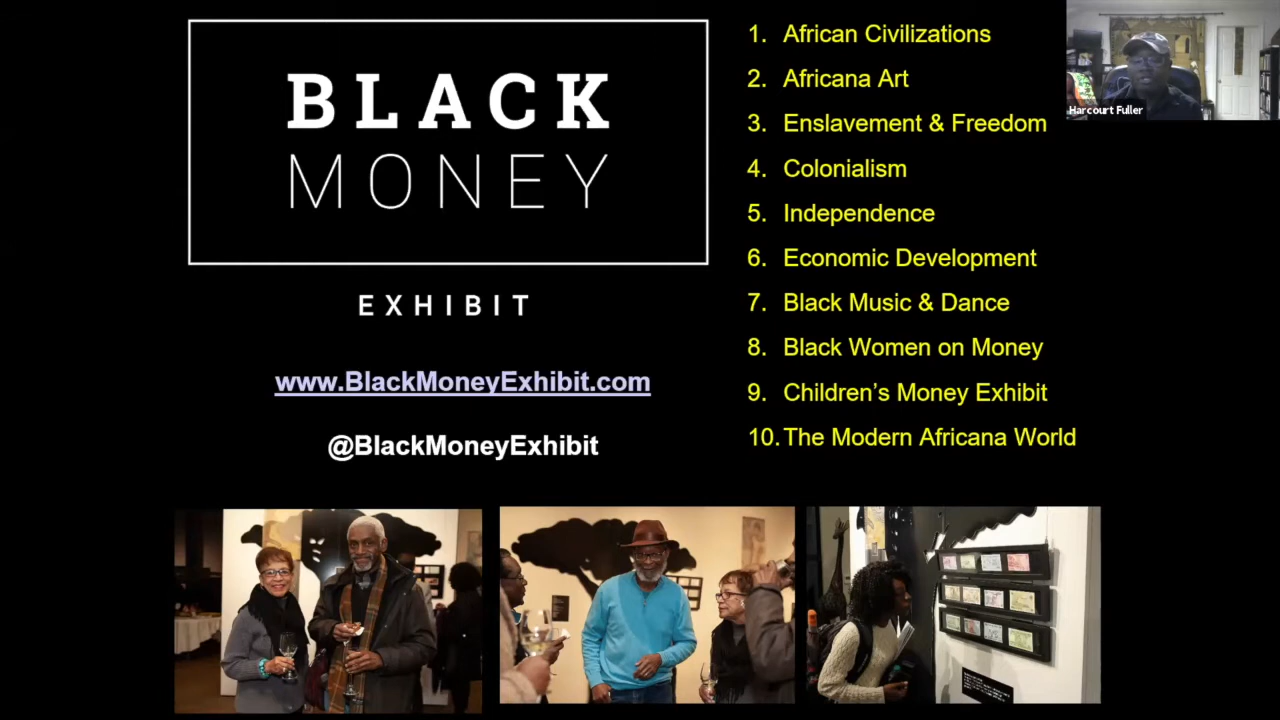 BLACK
MONEY
EXHIBIT
www.BlackMoneyExhibit.com
@BlackMoneyExhibit
1. African Civilizations
2. Africana Art
3. Enslavement & Freedom
4. Colonialism
5. Independence
6. Economic Development
7. Black Music & Dance
8. Black Women on Money
9. Children's Money Exhibit
10. The Modern Africana World
Harcourt Fuller